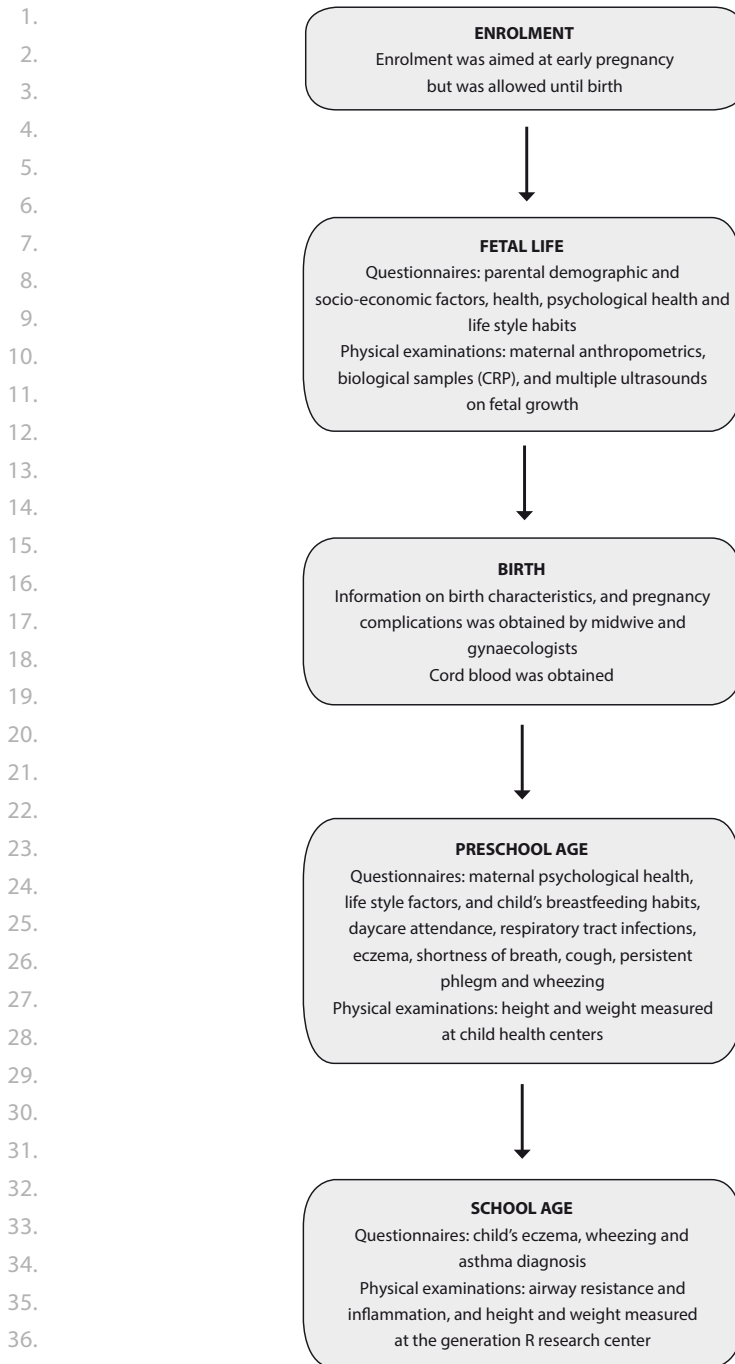 1.
2.
3.
4.
5.
6.
7.
8.
9.
10.
11.
12.
13.
14.
15.
16.
17.
18.
19.
20.
21.
22.
23.
24.
25.
26.
27.
28.
29.
30.
31.
32.
33.
34.
35.
36.
ENROLMENT
Enrolment was aimed at early pregnancy
but was allowed until birth
FETAL LIFE
Questionnaires: parental demographic and
socio-economic factors, health, psychological health and
life style habits
Physical examinations: maternal anthropometrics,
biological samples (CRP), and multiple ultrasounds
on fetal growth
BIRTH
Information on birth characteristics, and pregnancy
complications was obtained by midwive and
gynaecologists
Cord blood was obtained
PRESCHOOL AGE
Questionnaires: maternal psychological health,
life style factors, and child's breastfeeding habits,
daycare attendance, respiratory tract infections,
eczema, shortness of breath, cough, persistent
phlegm and wheezing
Physical examinations: height and weight measured
at child health centers
SCHOOL AGE
Questionnaires: child's eczema, wheezing and
asthma diagnosis
Physical examinations: airway resistance and
inflammation, and height and weight measured
at the generation R research center